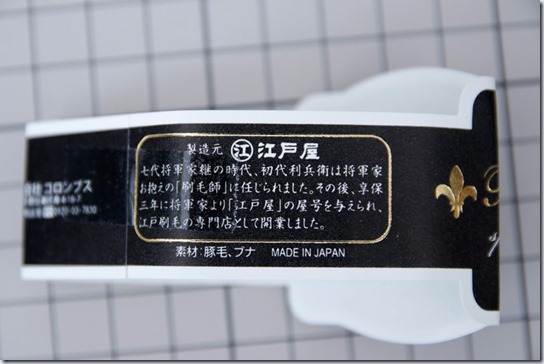 製造元 江 江戸屋
七代将軍家継の時代、初代利兵衛は将軍家
お抱えの「刷毛師」に任じられました。その後、享保
三年に将軍家より「江戸屋」の屋号を与えられ、
江戸刷毛の専門店として開業しました。
素材:豚毛、ブナ MADE IN JAPAN
会社 コロンブス
0120-03-7830